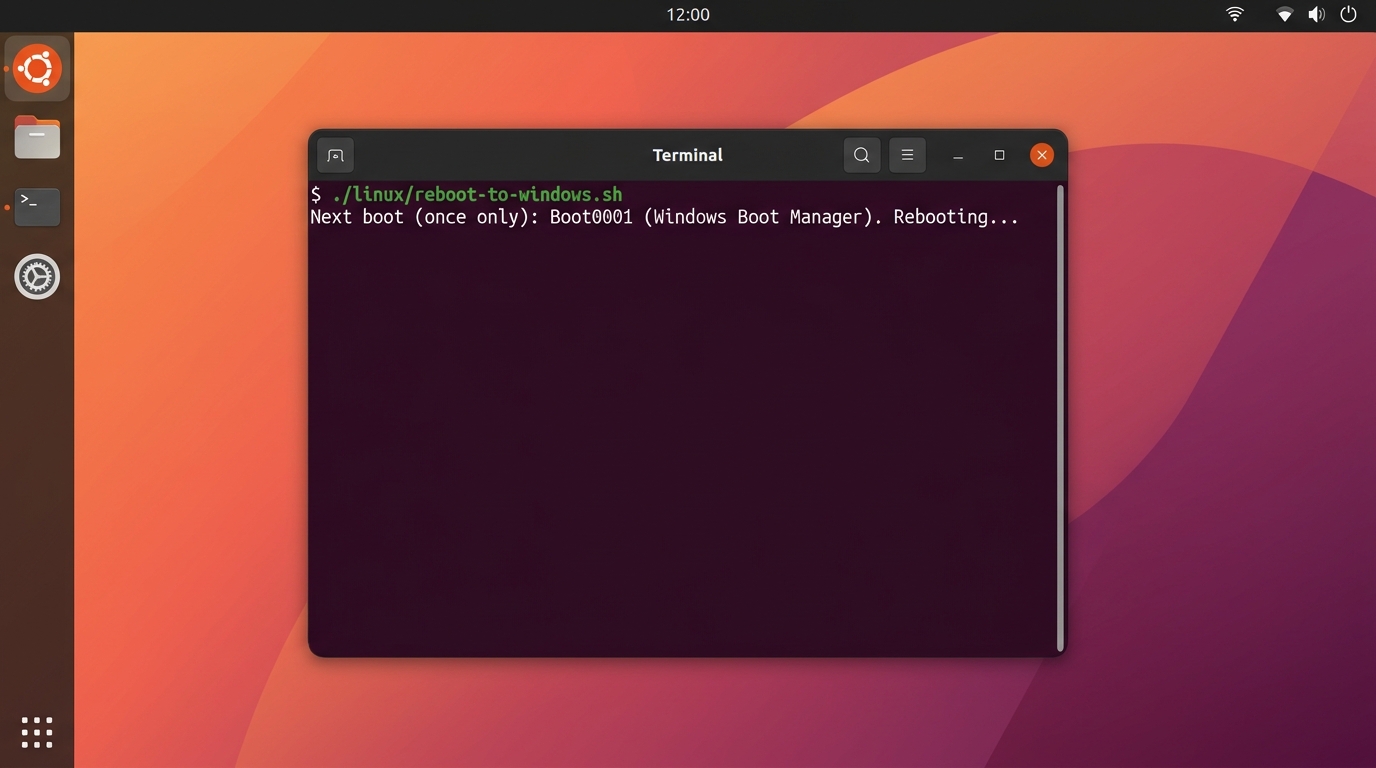 12:00
Terminal
$ ./linux/reboot-to-windows.sh
Next boot (once only): Boot0001 (Windows Boot Manager). Rebooting...
>_